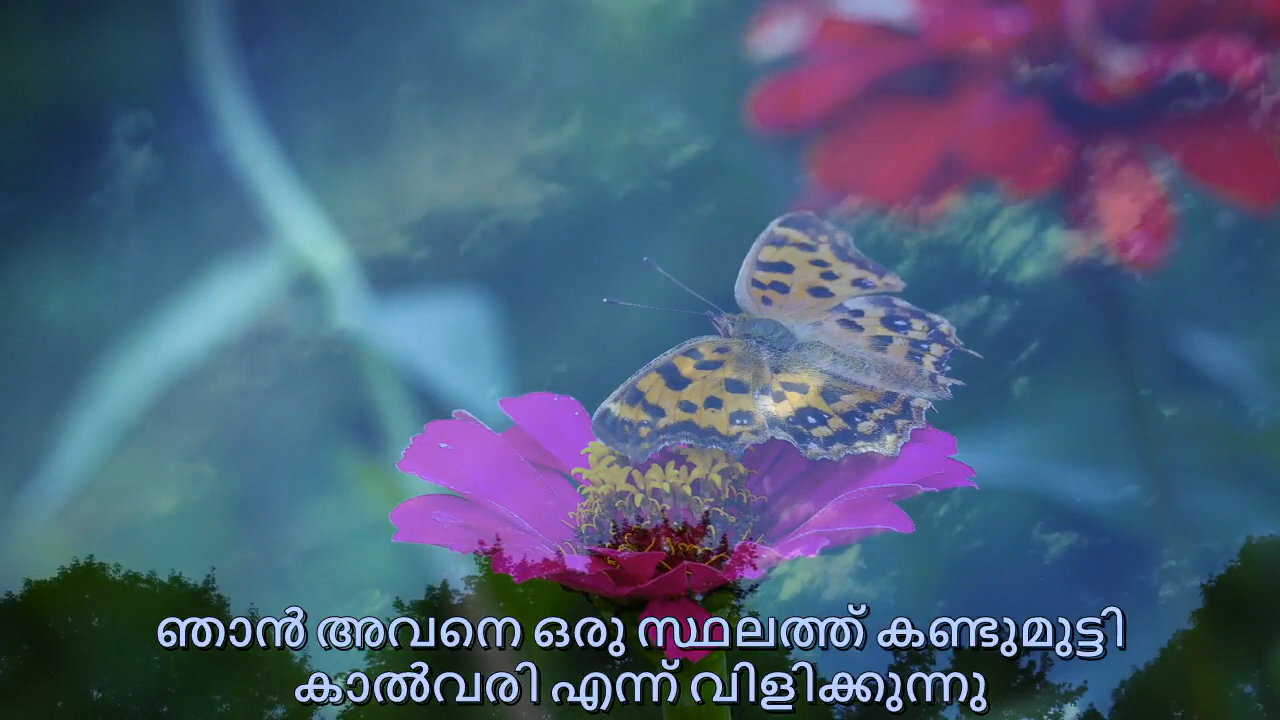 ഞാൻ അവനെ ഒരു സ്ഥലത്ത് കണ്ടുമുട്ടി
കാൽവരി എന്ന് വിളിക്കുന്നു